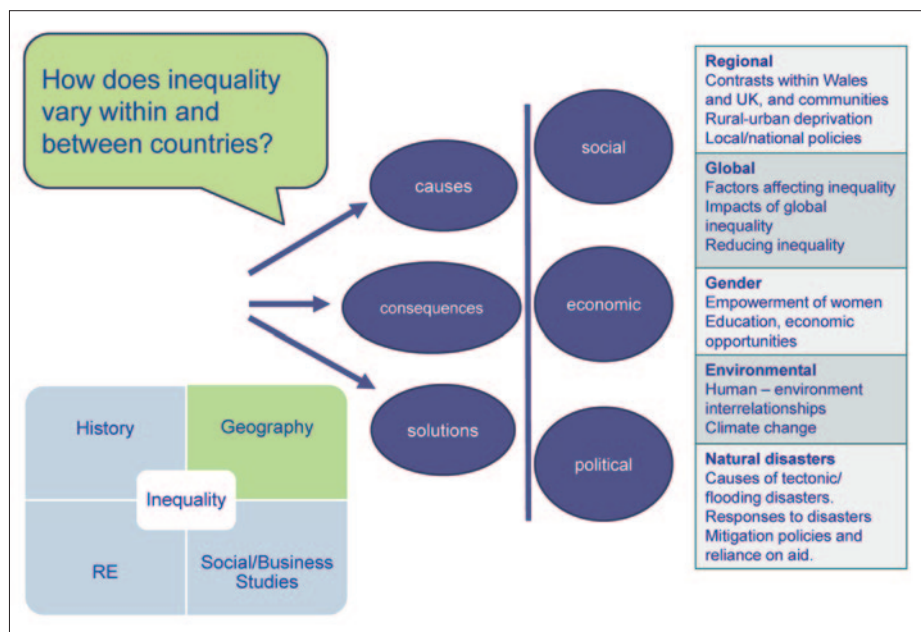 How does inequality
vary within and
between countries?
causes
consequences
solutions
social
economic
political
Regional
Contrasts within Wales
and UK, and communities
Rural-urban deprivation
Local/national policies
Global
Factors affecting inequality
Impacts of global
inequality
Reducing inequality
Gender
Empowerment of women
Education, economic
opportunities
Environmental
Human – environment
interrelationships
Climate change
Natural disasters
Causes of tectonic/
flooding disasters.
Responses to disasters
Mitigation policies and
reliance on aid.
History
Geography
Inequality
RE
Social/Business
Studies